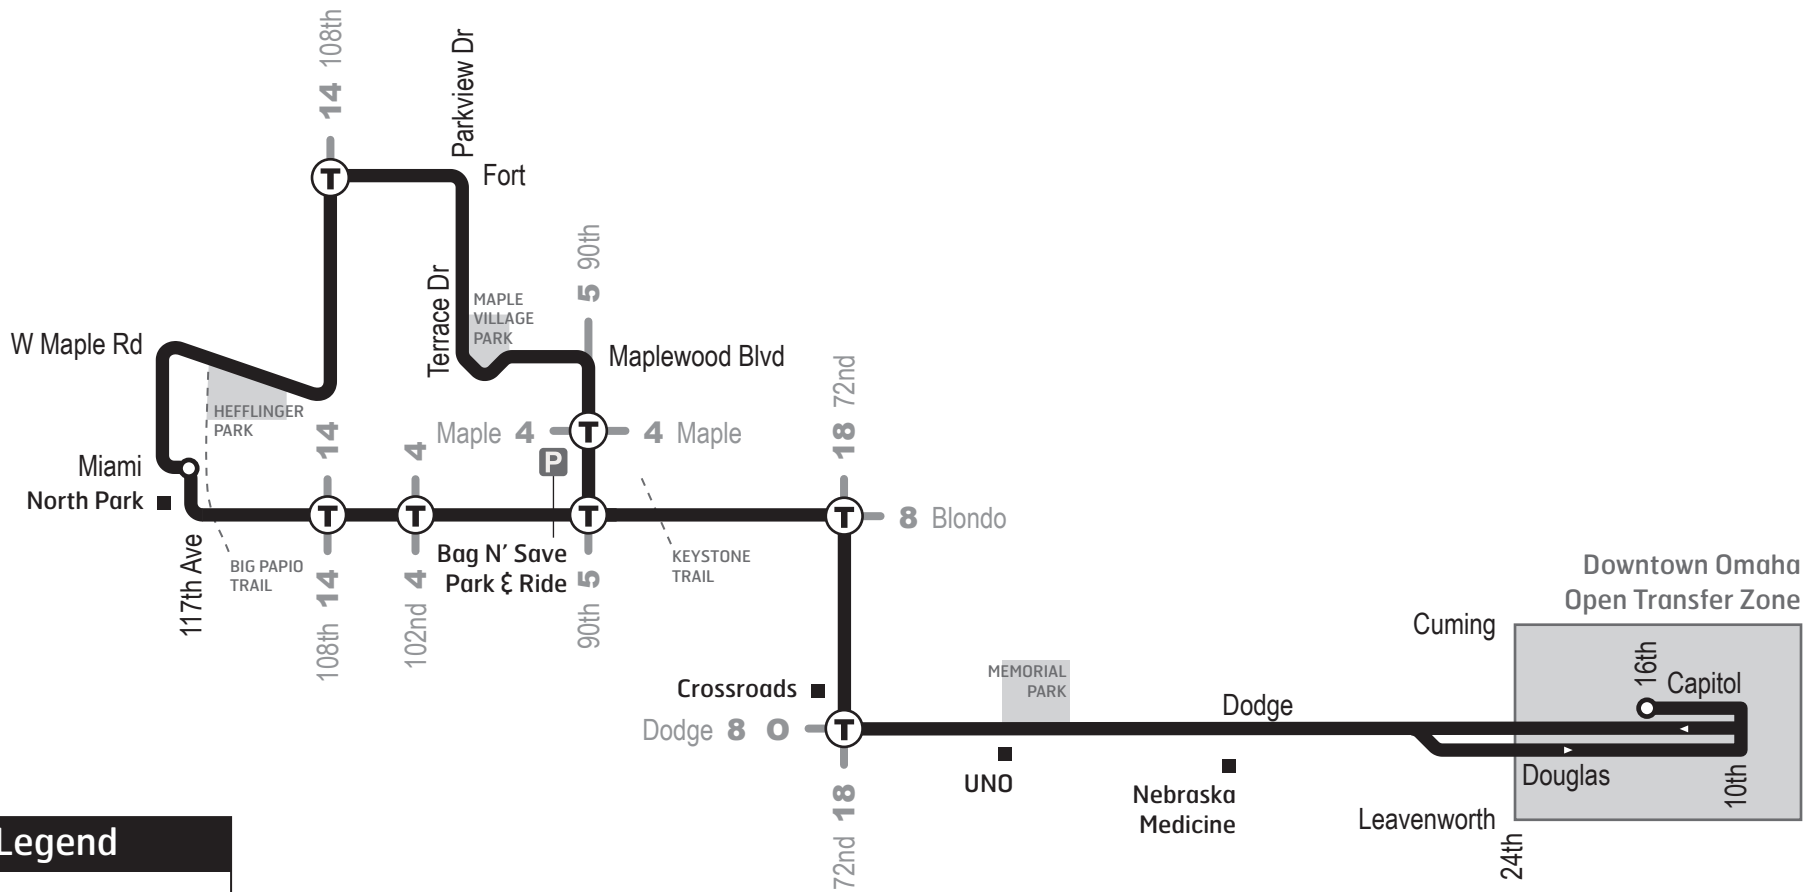 14 108th
T
Parkview Dr
Fort
5 90th
Terrace Dr
MAPLE
VILLAGE
PARK
W Maple Rd
Maplewood Blvd
18 72nd
HEFFLINGER
PARK
14
4
Maple 4
T
4 Maple
P
Miami
North Park
T
T
T
T
8 Blondo
117th Ave
BIG PAPIO
TRAIL
108th 14
102nd 4
Bag N' Save
Park & Ride
90th 5
KEYSTONE
TRAIL
Downtown Omaha
Open Transfer Zone
Cuming
16th
Capitol
Crossroads
MEMORIAL
PARK
Dodge 8 0
T
Dodge
UNO
Nebraska
Medicine
Douglas
10th
Leavenworth
24th
72nd 18
Legend